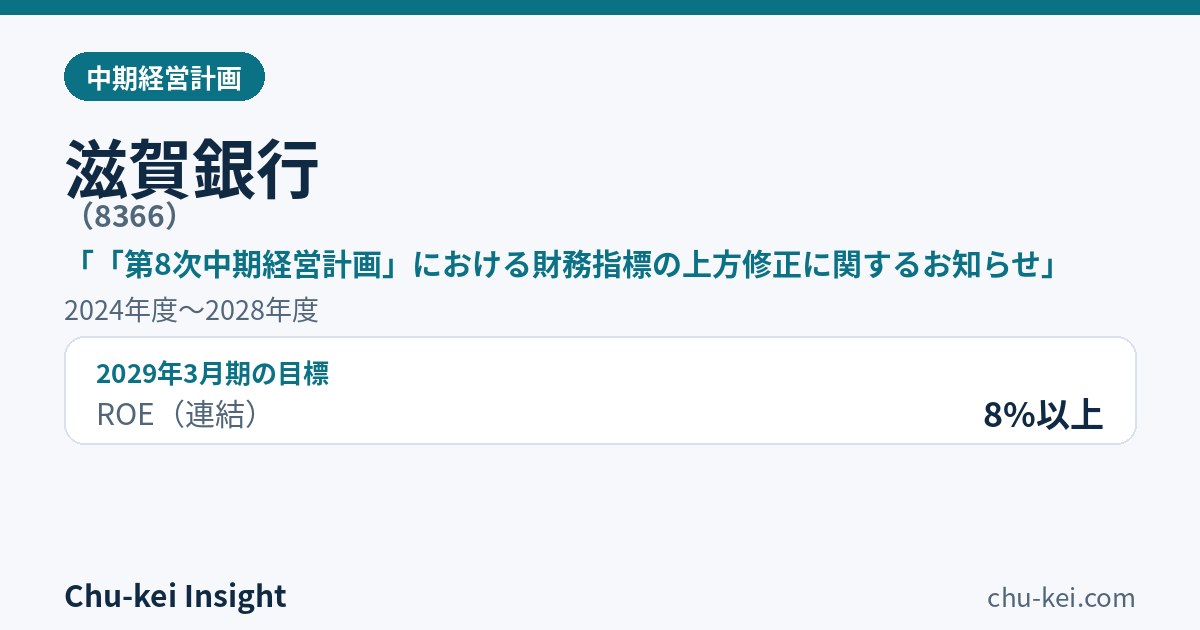 中期経営計画
滋賀銀行
（8366）
「「第8次中期経営計画」における財務指標の上方修正に関するお知らせ」
2024年度～2028年度
2029年3月期の目標
ROE（連結） 8%以上
Chu-kei Insight chu-kei.com